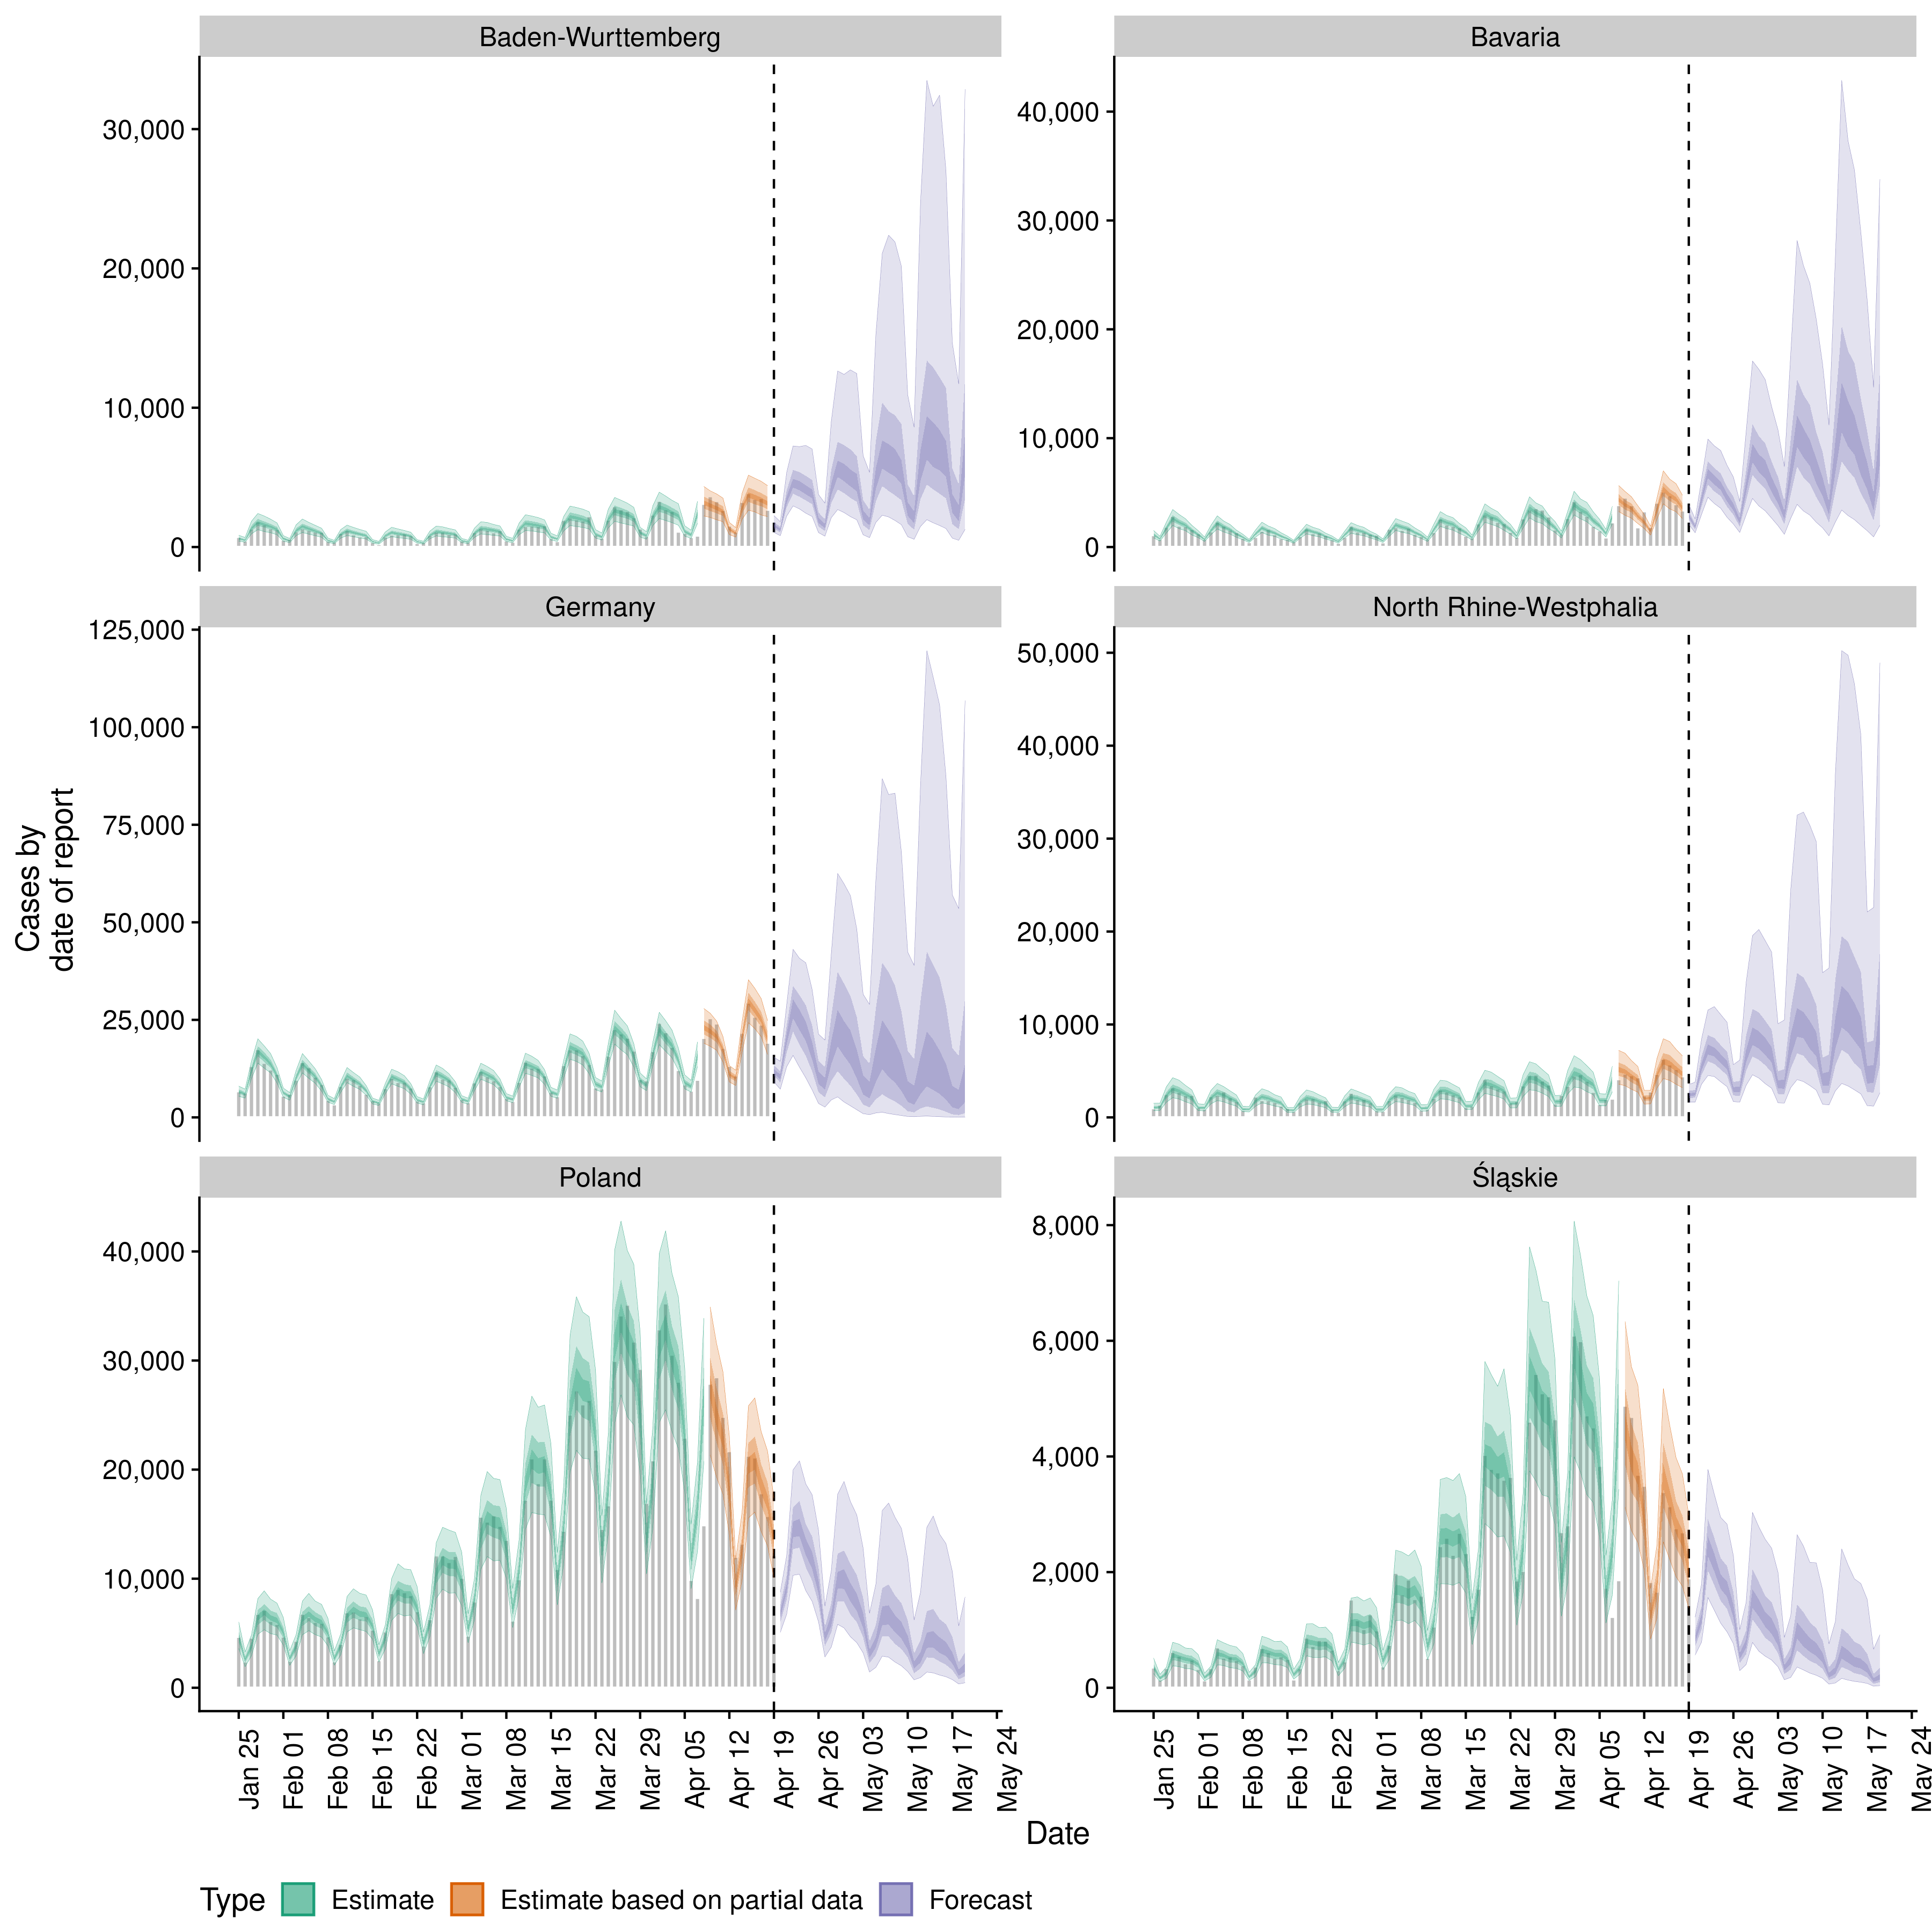 Baden-Wurttemberg
Bavaria
30,000
20,000
10,000
0
40,000
30,000
20,000
10,000
0
Germany
North Rhine-Westphalia
125,000
100,000
75,000
50,000
25,000
0
50,000
40,000
30,000
20,000
10,000
0
Cases by
date of report
Poland
Śląskie
40,000
30,000
20,000
10,000
0
8,000
6,000
4,000
2,000
0
Jan 25
Feb 01
Feb 08
Feb 15
Feb 22
Mar 01
Mar 08
Mar 15
Mar 22
Mar 29
Apr 05
Apr 12
Apr 19
Apr 26
May 03
May 10
May 17
May 24
Jan 25
Feb 01
Feb 08
Feb 15
Feb 22
Mar 01
Mar 08
Mar 15
Mar 22
Mar 29
Apr 05
Apr 12
Apr 19
Apr 26
May 03
May 10
May 17
May 24
Date
Type Estimate Estimate based on partial data Forecast